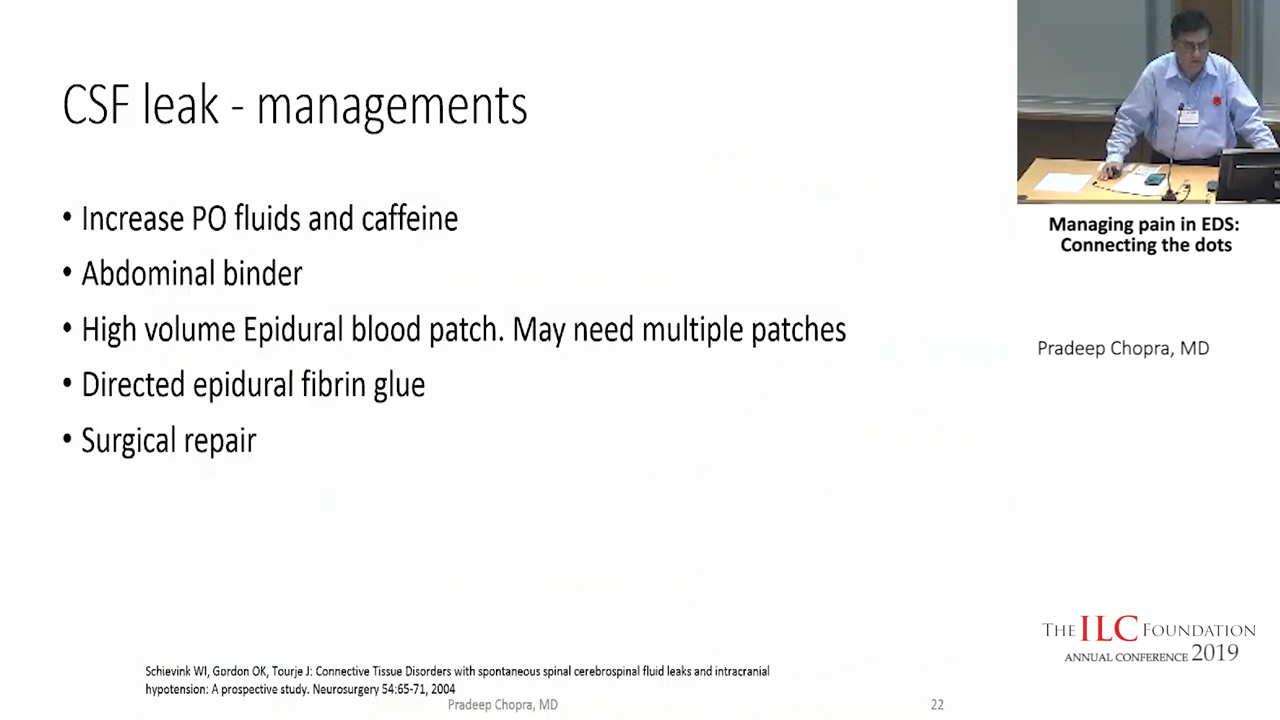 CSF leak - managements
• Increase PO fluids and caffeine
• Abdominal binder
• High volume Epidural blood patch. May need multiple patches
• Directed epidural fibrin glue
• Surgical repair
Schievink WI, Gordon OK, Tourje J: Connective Tissue Disorders with spontaneous spinal cerebrospinal fluid leaks and intracranial
hypotension: A prospective study. Neurosurgery 54:65-71, 2004
Pradeep Chopra, MD
22
Managing pain in EDS:
Connecting the dots
Pradeep Chopra, MD
THE ILC FOUNDATION
ANNUAL CONFERENCE 2019